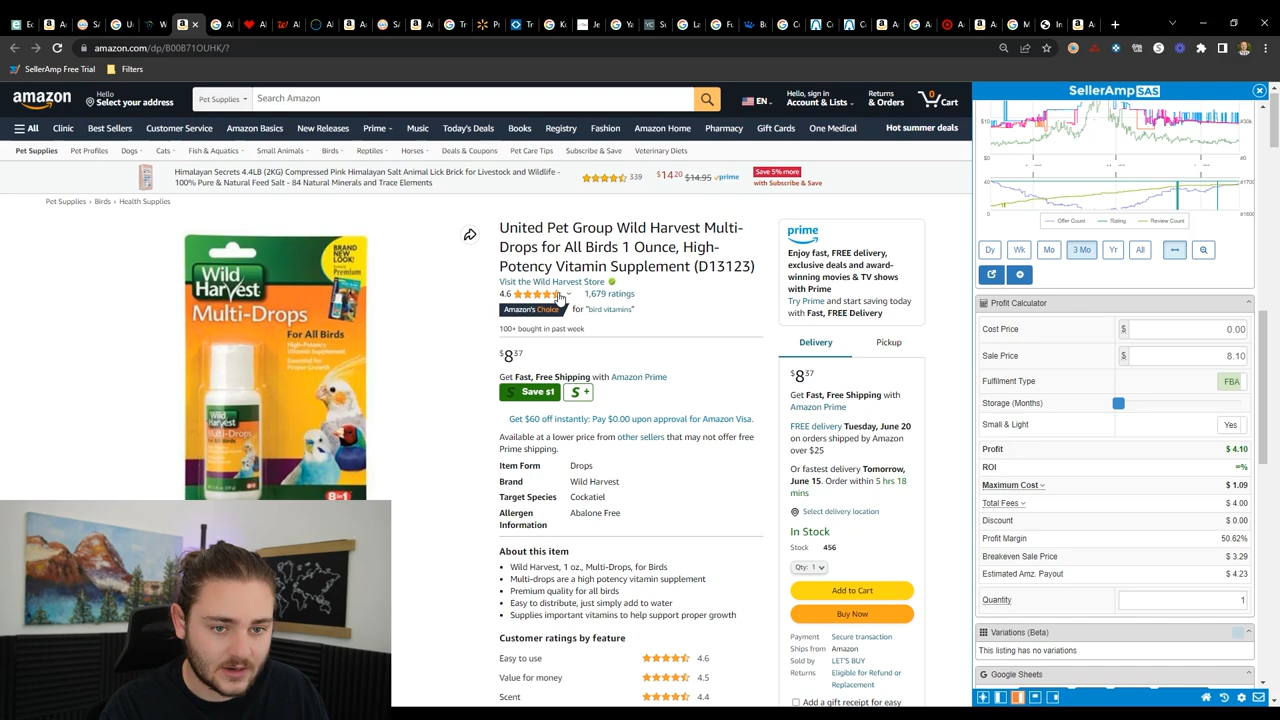 amazon.com/dp/B00B71OUHK/?
SellerAmp Free Trial
Filters
amazon
Hello
Select your address
Pet Supplies
Search Amazon
EN
Hello, sign in
Account & Lists
Returns
& Orders
0
Cart
All
Clinic
Best Sellers
Customer Service
Amazon Basics
New Releases
Prime
Music
Today's Deals
Books
Registry
Fashion
Amazon Home
Pharmacy
Gift Cards
One Medical
Hot summer deals
Pet Supplies
Pet Profiles
Dogs
Cats
Fish & Aquatics
Small Animals
Birds
Reptiles
Horses
Deals & Coupons
Pet Care Tips
Subscribe & Save
Veterinary Diets
Himalayan Secrets 4.4LB (2KG) Compressed Pink Himalayan Salt Animal Lick Brick for Livestock and Wildlife -
100% Pure & Natural Feed Salt - 84 Natural Minerals and Trace Elements
339
$14.20 $14.95 prime
Save 5% more
with Subscribe & Save
Pet Supplies › Birds › Health Supplies
Wild
Harvest
Multi-Drops
For All Birds
High-Potency
Vitamin Supplement
BRAND
NEW
LOOK!
Wild
Harvest
Multi-Drops
8in1
United Pet Group Wild Harvest Multi-
Drops for All Birds 1 Ounce, High-
Potency Vitamin Supplement (D13123)
Visit the Wild Harvest Store
4.6
1,679 ratings
Amazon's Choice
for "bird vitamins"
100+ bought in past week
$8 37
Get Fast, Free Shipping with Amazon Prime
S Save $1
S +
Get $60 off instantly: Pay $0.00 upon approval for Amazon Visa.
Available at a lower price from other sellers that may not offer free
Prime shipping.
Item Form Drops
Brand Wild Harvest
Target Species Cockatiel
Allergen Abalone Free
Information
About this item
• Wild Harvest, 1 oz., Multi-Drops, for Birds
• Multi-drops are a high potency vitamin supplement
• Premium quality for all birds
• Easy to distribute, just simply add to water
• Supplies important vitamins to help support proper growth
Customer ratings by feature
Easy to use 4.6
Value for money 4.5
Scent 4.4
prime
Enjoy fast, FREE delivery,
exclusive deals and award-
winning movies & TV shows
with Prime
Try Prime and start saving today
with Fast, FREE Delivery
Delivery
Pickup
$8 37
Get Fast, Free Shipping with
Amazon Prime
FREE delivery Tuesday, June 20
on orders shipped by Amazon
over $25
Or fastest delivery Tomorrow,
June 15. Order within 5 hrs 18
mins
Select delivery location
In Stock
Stock 456
Qty: 1
Add to Cart
Buy Now
Payment Secure transaction
Ships from Amazon
Sold by LET'S BUY
Returns Eligible for Refund or
Replacement
Add a gift receipt for easy
SellerAmp SAS
$0
40
40
0
Offer Count
Rating
Review Count
Dy
Wk
Mo
3 Mo
Yr
All
Profit Calculator
Cost Price $ 0.00
Sale Price $ 8.10
Fulfilment Type FBA
Storage (Months)
Small & Light Yes
Profit $ 4.10
ROI ∞%
Maximum Cost $ 1.09
Total Fees $ 4.00
Discount $ 0.00
Profit Margin 50.62%
Breakeven Sale Price $ 3.29
Estimated Amz. Payout $ 4.23
Quantity 1
Variations (Beta)
This listing has no variations
Google Sheets